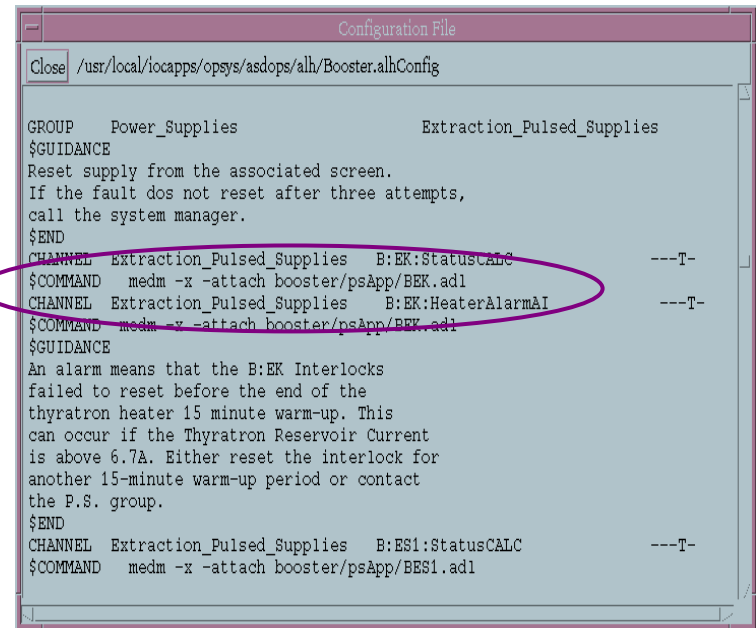 Configuration File
Close /usr/local/iocapps/opsys/asdops/alh/Booster.alhConfig
GROUP Power_Supplies Extraction_Pulsed_Supplies
$GUIDANCE
Reset supply from the associated screen.
If the fault dos not reset after three attempts,
call the system manager.
$END
CHANNEL Extraction_Pulsed_Supplies B:EK:StatusCALC ---T-
$COMMAND medm -x -attach booster/psApp/BEK.adl
CHANNEL Extraction_Pulsed_Supplies B:EK:HeaterAlarmAI ---T-
$COMMAND medm -x -attach booster/psApp/BEK.adl
$GUIDANCE
An alarm means that the B:EK Interlocks
failed to reset before the end of the
thyratron heater 15 minute warm-up. This
can occur if the Thyratron Reservoir Current
is above 6.7A. Either reset the interlock for
another 15-minute warm-up period or contact
the P.S. group.
$END
CHANNEL Extraction_Pulsed_Supplies B:ES1:StatusCALC ---T-
$COMMAND medm -x -attach booster/psApp/BES1.adl